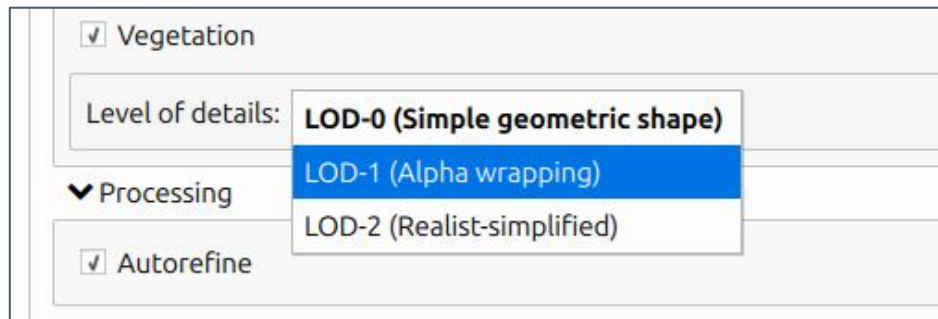 Vegetation
Level of details:
LOD-0 (Simple geometric shape)
LOD-1 (Alpha wrapping)
LOD-2 (Realist-simplified)
Processing
Autorefine